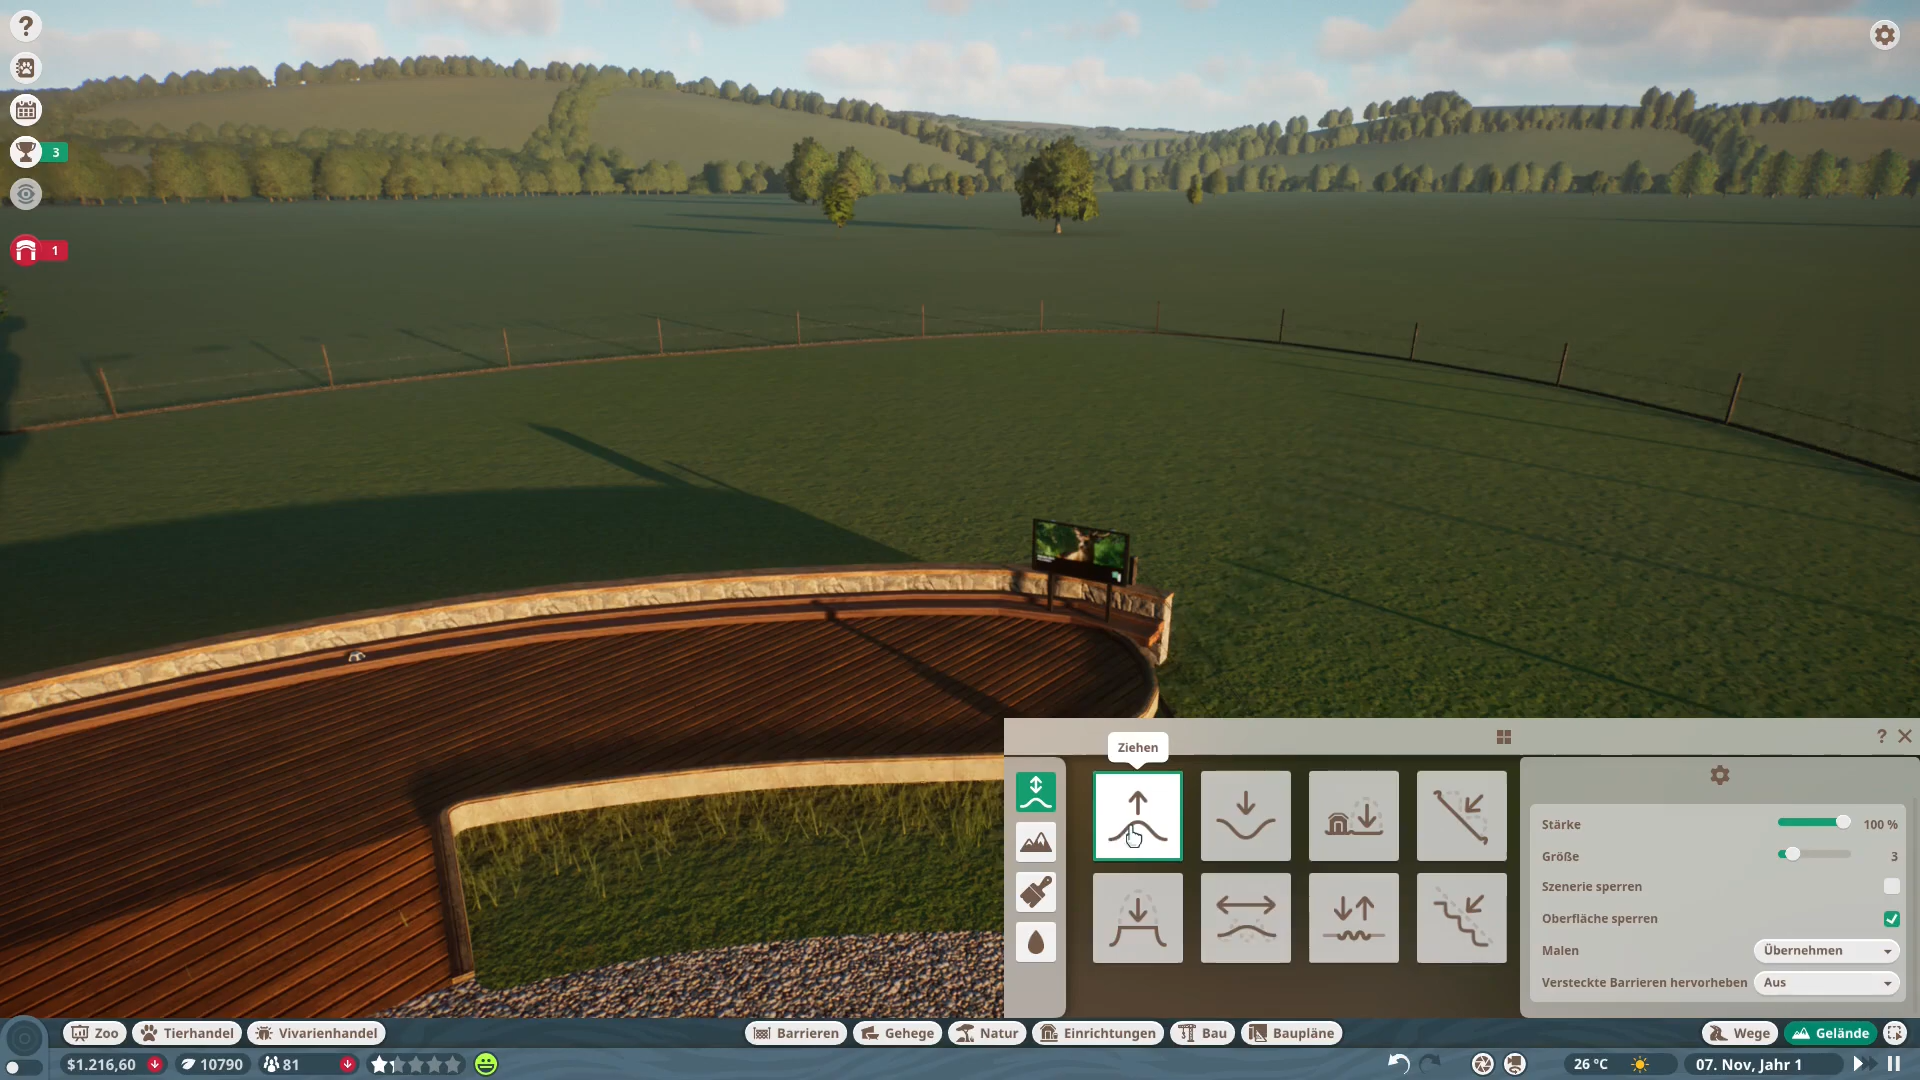 ?
3
1
Ziehen
?
Stärke
100 %
Größe
3
Szenerie sperren
Oberfläche sperren
Malen
Übernehmen
Versteckte Barrieren hervorheben
Aus
Zoo
Tierhandel
Vivarienhandel
Barrieren
Gehege
Natur
Einrichtungen
Bau
Baupläne
Wege
Gelände
$1.216,60
10790
81
26 °C
07. Nov, Jahr 1